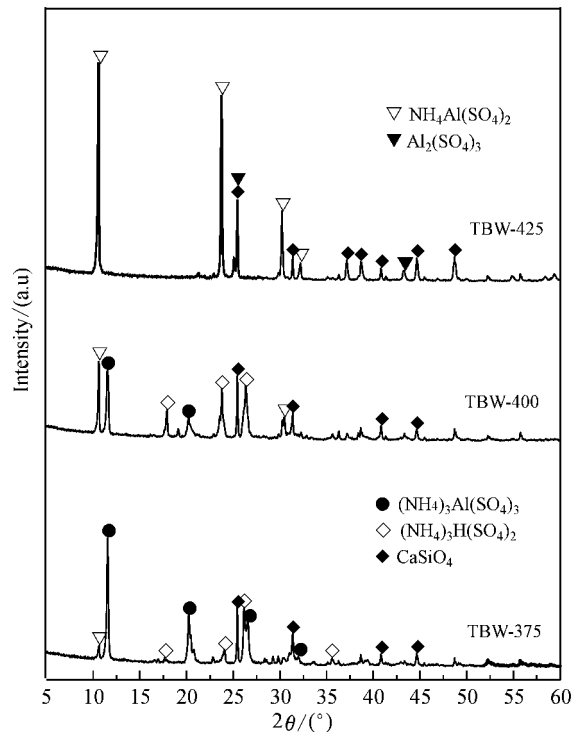 ▽ NH₄Al(SO₄)₂
▼ Al₂(SO₄)₃
TBW-425
TBW-400
● (NH₄)₃Al(SO₄)₃
◇ (NH₄)₃H(SO₄)₂
◆ CaSiO₄
TBW-375
Intensity/(a.u)
5 10 15 20 25 30 35 40 45 50 55 60
2θ/(°)